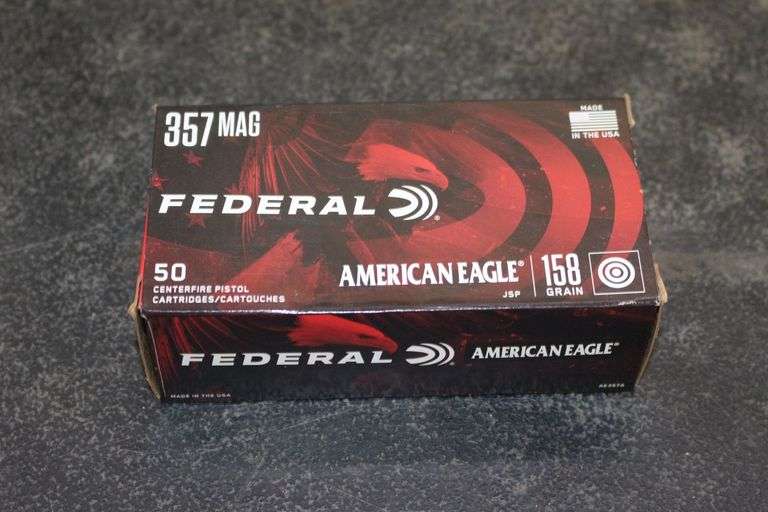 357 MAG
MADE
IN THE USA
FEDERAL
50
CENTERFIRE PISTOL
CARTRIDGES/CARTOUCHES
AMERICAN EAGLE®
JSP
158
GRAIN
FEDERAL
AMERICAN EAGLE®
MADE IN THE USA
AE357A